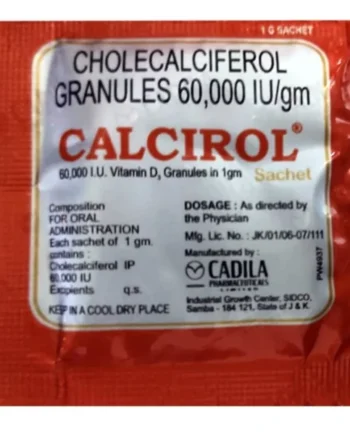 1 G SACHET
CHOLECALCIFEROL
GRANULES 60,000 IU/gm
CALCIROL®
60,000 I.U. Vitamin D3 Granules in 1gm Sachet
Composition
FOR ORAL
ADMINISTRATION
Each sachet of 1 gm.
contains :
Cholecalciferol IP
60,000 IU
Excipients q.s.
KEEP IN A COOL DRY PLACE
DOSAGE : As directed by
the Physician
Mfg. Lic. No. : JK/01/06-07/111
Manufactured by :
CADILA
PHARMACEUTICALS
LIMITED
Industrial Growth Center, SIDCO,
Samba - 184 121, State of J & K.
PW4937